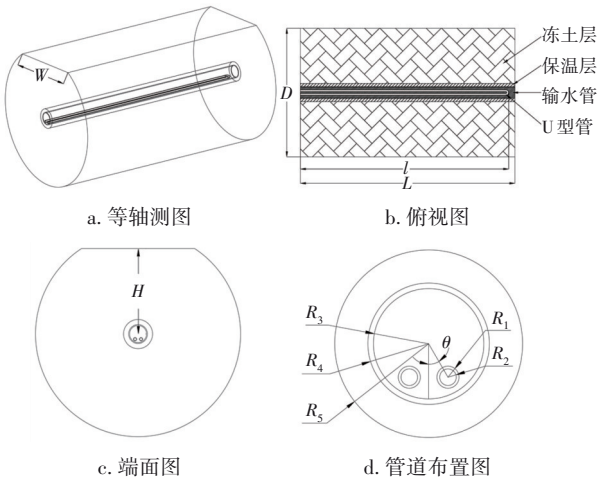 W
D
冻土层
保温层
输水管
U型管
l
L
a. 等轴测图
b. 俯视图
H
R3
R4
R5
θ
R1
R2
c. 端面图
d. 管道布置图